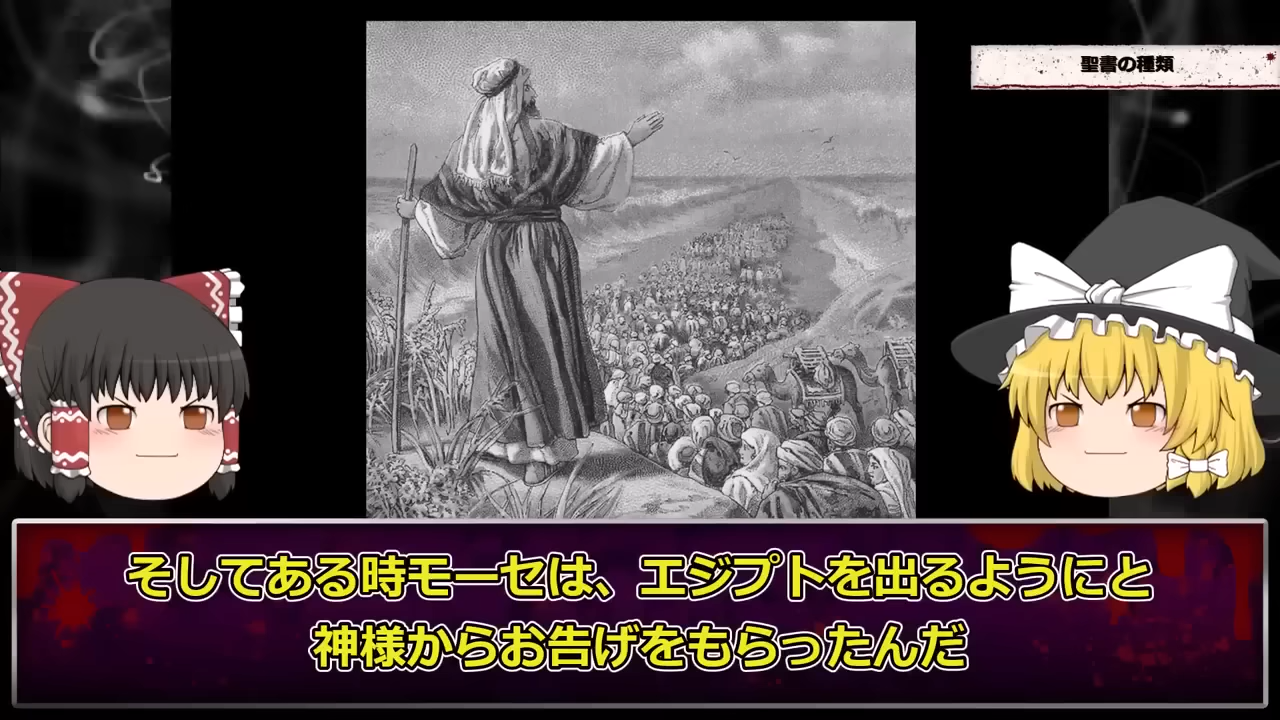 聖書の種類
そしてある時モーセは、エジプトを出るようにと
神様からお告げをもらったんだ